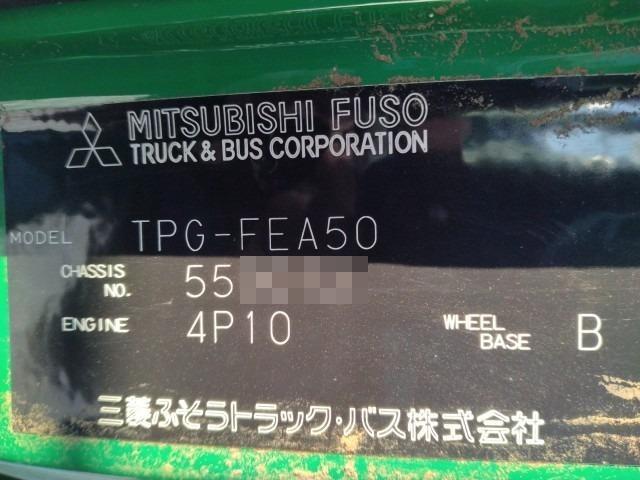 MITSUBISHI FUSO
TRUCK & BUS CORPORATION
MODEL TPG-FEA50
CHASSIS NO. 55
ENGINE 4P10 WHEEL BASE B
三菱ふそうトラック・バス株式会社